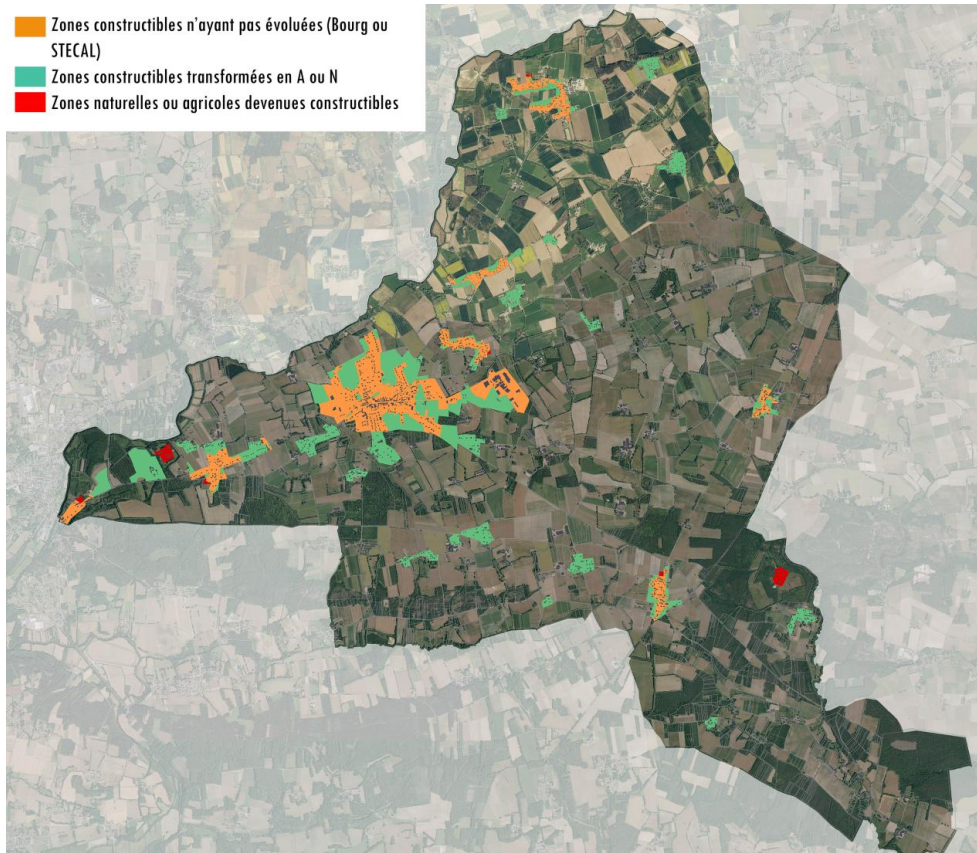 Zones constructibles n'ayant pas évoluées (Bourg ou
STECAL)
Zones constructibles transformées en A ou N
Zones naturelles ou agricoles devenues constructibles